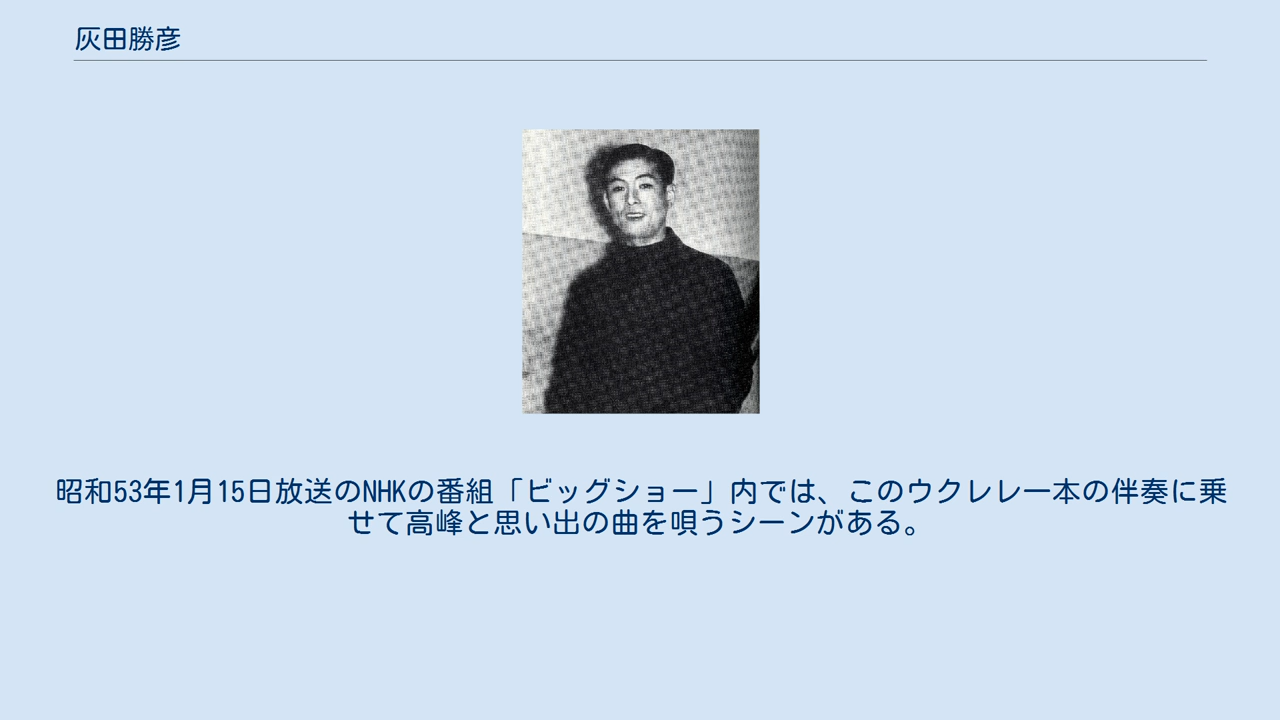 灰田勝彦
昭和53年1月15日放送のNHKの番組「ビッグショー」内では、このウクレレ一本の伴奏に乗
せて高峰と思い出の曲を唄うシーンがある。